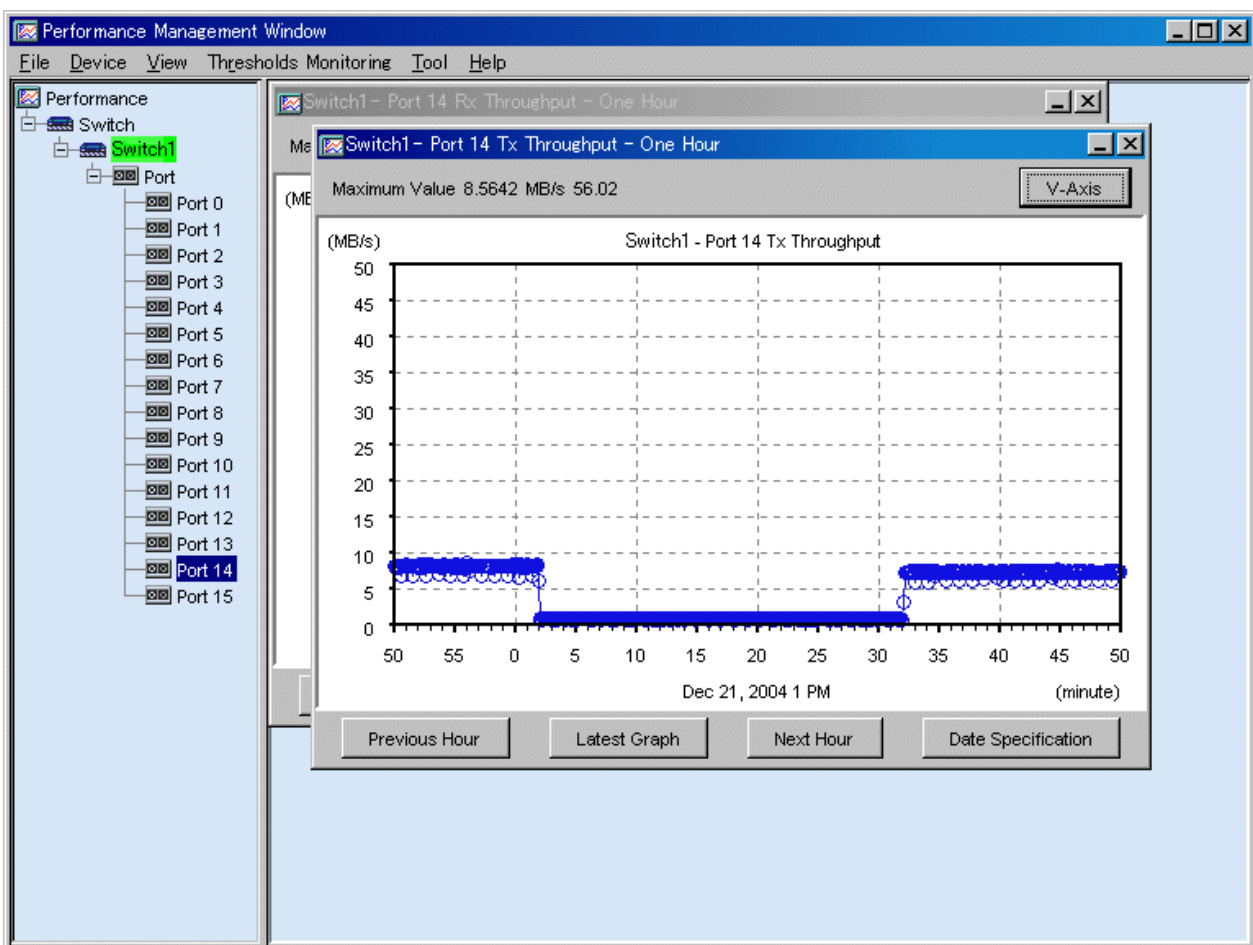 Performance Management Window
File Device View Thresholds Monitoring Tool Help
Performance
Switch
Switch1
Port
Port 0
Port 1
Port 2
Port 3
Port 4
Port 5
Port 6
Port 7
Port 8
Port 9
Port 10
Port 11
Port 12
Port 13
Port 14
Port 15
Switch1 - Port 14 Rx Throughput - One Hour
Switch1 - Port 14 Tx Throughput - One Hour
Maximum Value 8.5642 MB/s 56.02
V-Axis
(MB/s)
Switch1 - Port 14 Tx Throughput
50
45
40
35
30
25
20
15
10
5
0
50 55 0 5 10 15 20 25 30 35 40 45 50
Dec 21, 2004 1 PM
(minute)
Previous Hour
Latest Graph
Next Hour
Date Specification